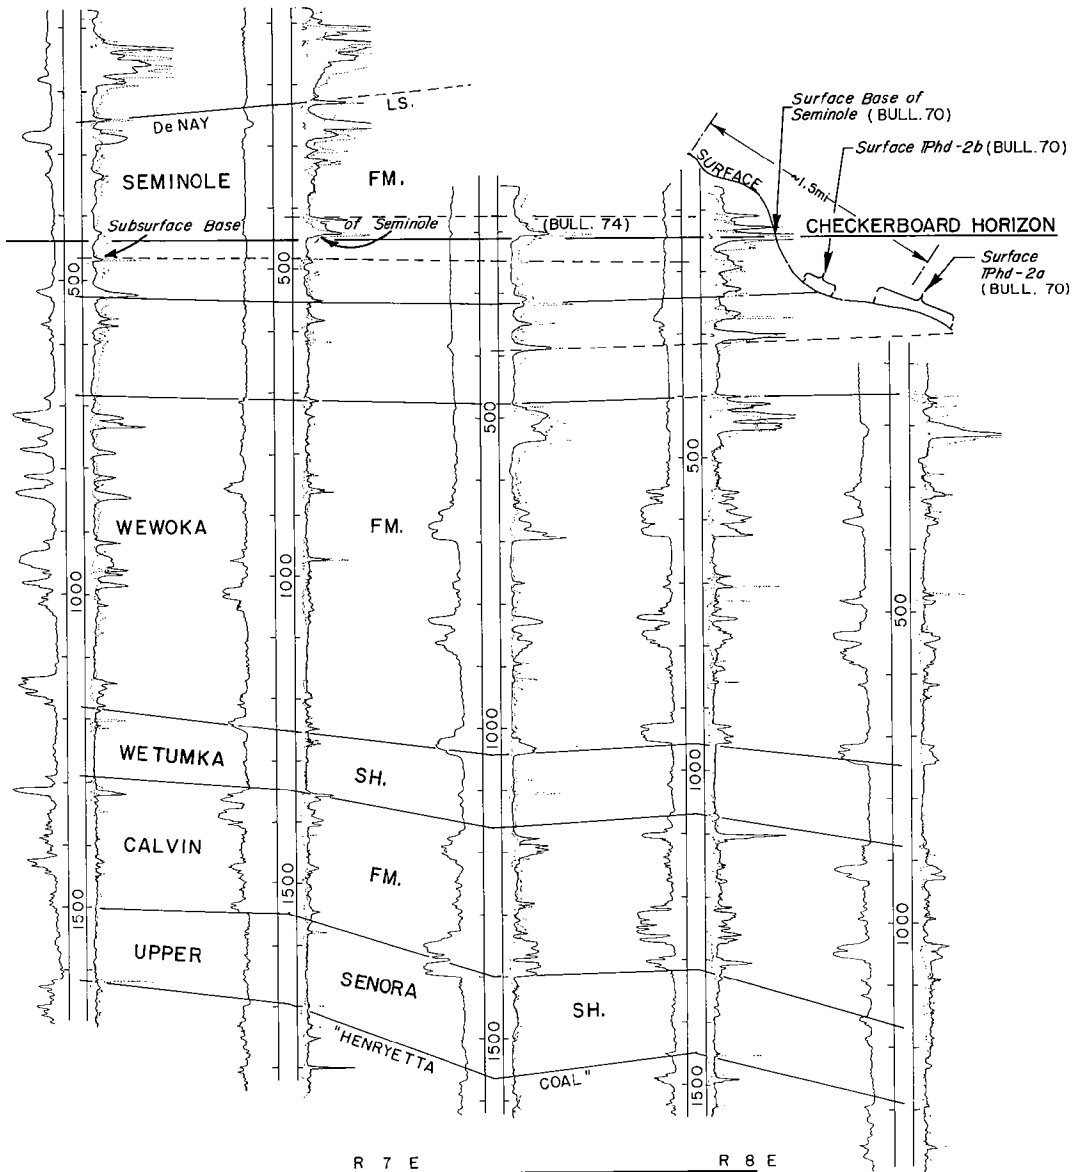 LS.
De NAY
Surface Base of
Seminole (BULL. 70)
Surface ℙhd-2b (BULL. 70)
SURFACE
~1.5mi
SEMINOLE FM.
Subsurface Base of Seminole (BULL. 74)
CHECKERBOARD HORIZON
Surface
ℙhd-2a
(BULL. 70)
500
500
500
500
500
WEWOKA FM.
1000
1000
1000
1000
1000
WETUMKA SH.
CALVIN FM.
1500
1500
1500
1500
UPPER SENORA SH.
"HENRYETTA COAL"
R 7 E
R 8 E